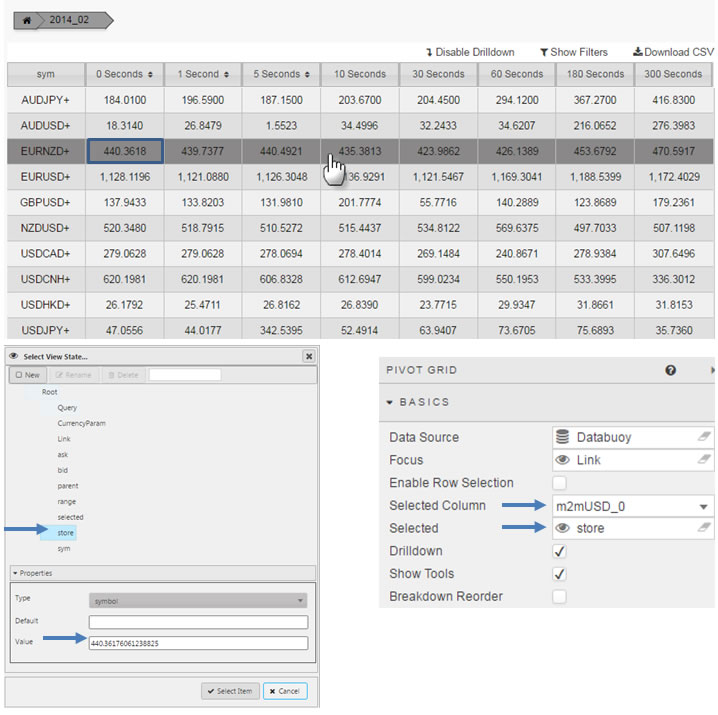 2014_02
Disable Drilldown Show Filters Download CSV
sym 0 Seconds 1 Second 5 Seconds 10 Seconds 30 Seconds 60 Seconds 180 Seconds 300 Seconds
AUDJPY+ 184.0100 196.5900 187.1500 203.6700 204.4500 294.1200 367.2700 416.8300
AUDUSD+ 18.3140 26.8479 1.5523 34.4996 32.2433 34.6207 216.0652 276.3983
EURNZD+ 440.3618 439.7377 440.4921 435.3813 423.9862 426.1389 453.6792 470.5917
EURUSD+ 1,128.1196 1,121.0880 1,126.3048 136.9291 1,121.5467 1,169.3041 1,188.5399 1,172.4029
GBPUSD+ 137.9433 133.8203 131.9810 201.7774 55.7716 140.2889 123.8689 179.2361
NZDUSD+ 520.3480 518.7915 510.5272 515.4437 534.8122 569.6375 497.7033 507.1198
USDCAD+ 279.0628 279.0628 278.0694 278.4014 269.1484 240.8671 278.9384 307.6496
USDCNH+ 620.1981 620.1981 606.8328 612.6947 599.0234 550.1953 533.3995 336.3012
USDHKD+ 26.1792 25.4711 26.8162 26.8390 23.7715 29.9347 31.8661 31.8153
USDJPY+ 47.0556 44.0177 342.5395 52.4914 63.9407 73.6705 75.6893 35.7360
Select View State...
New Rename Delete
Root
Query
CurrencyParam
Link
ask
bid
parent
range
selected
store
sym
Properties
Type symbol
Default
Value 440.36176061238825
Select Item Cancel
PIVOT GRID
BASICS
Data Source Databuoy
Focus Link
Enable Row Selection
Selected Column m2mUSD_0
Selected store
Drilldown
Show Tools
Breakdown Reorder